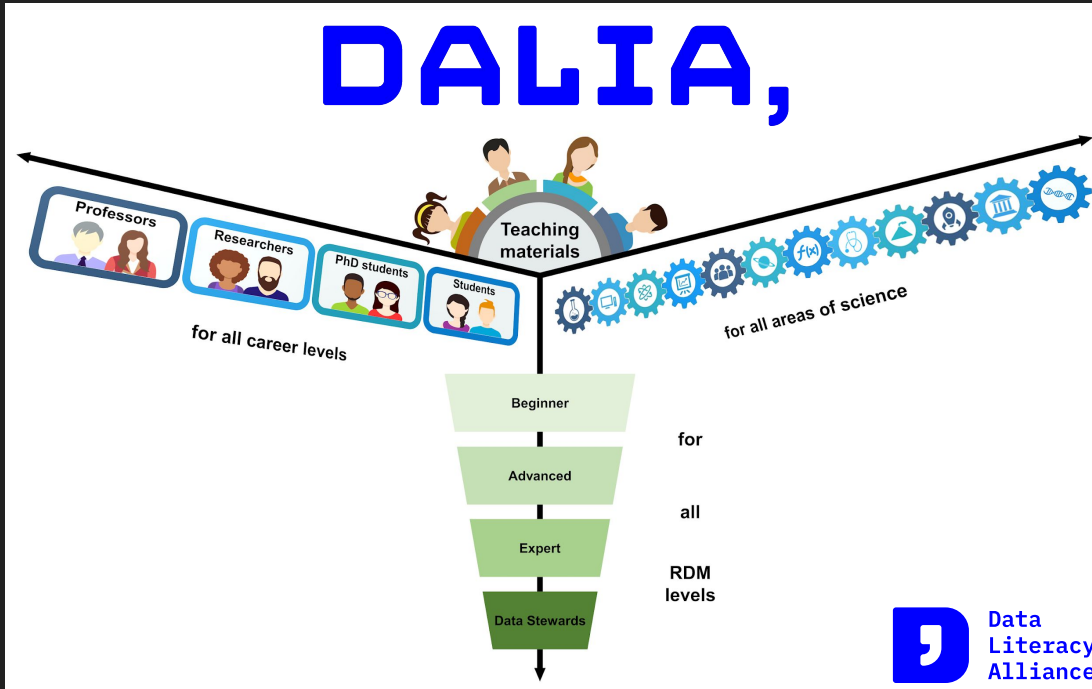 DALIA,
Teaching
materials
Professors
Researchers
PhD students
Students
for all career levels
f(x)
for all areas of science
Beginner
Advanced
Expert
Data Stewards
for
all
RDM
levels
Data
Literacy
Alliance